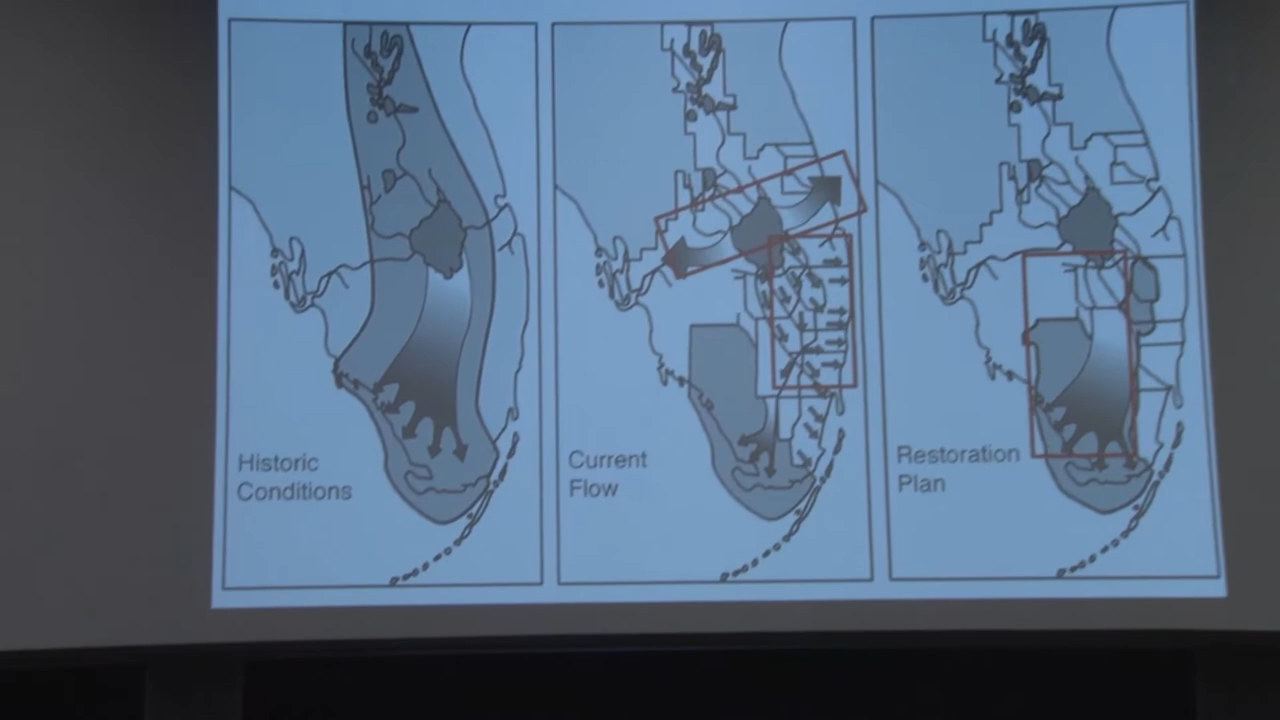 Historic
Conditions
Current
Flow
Restoration
Plan